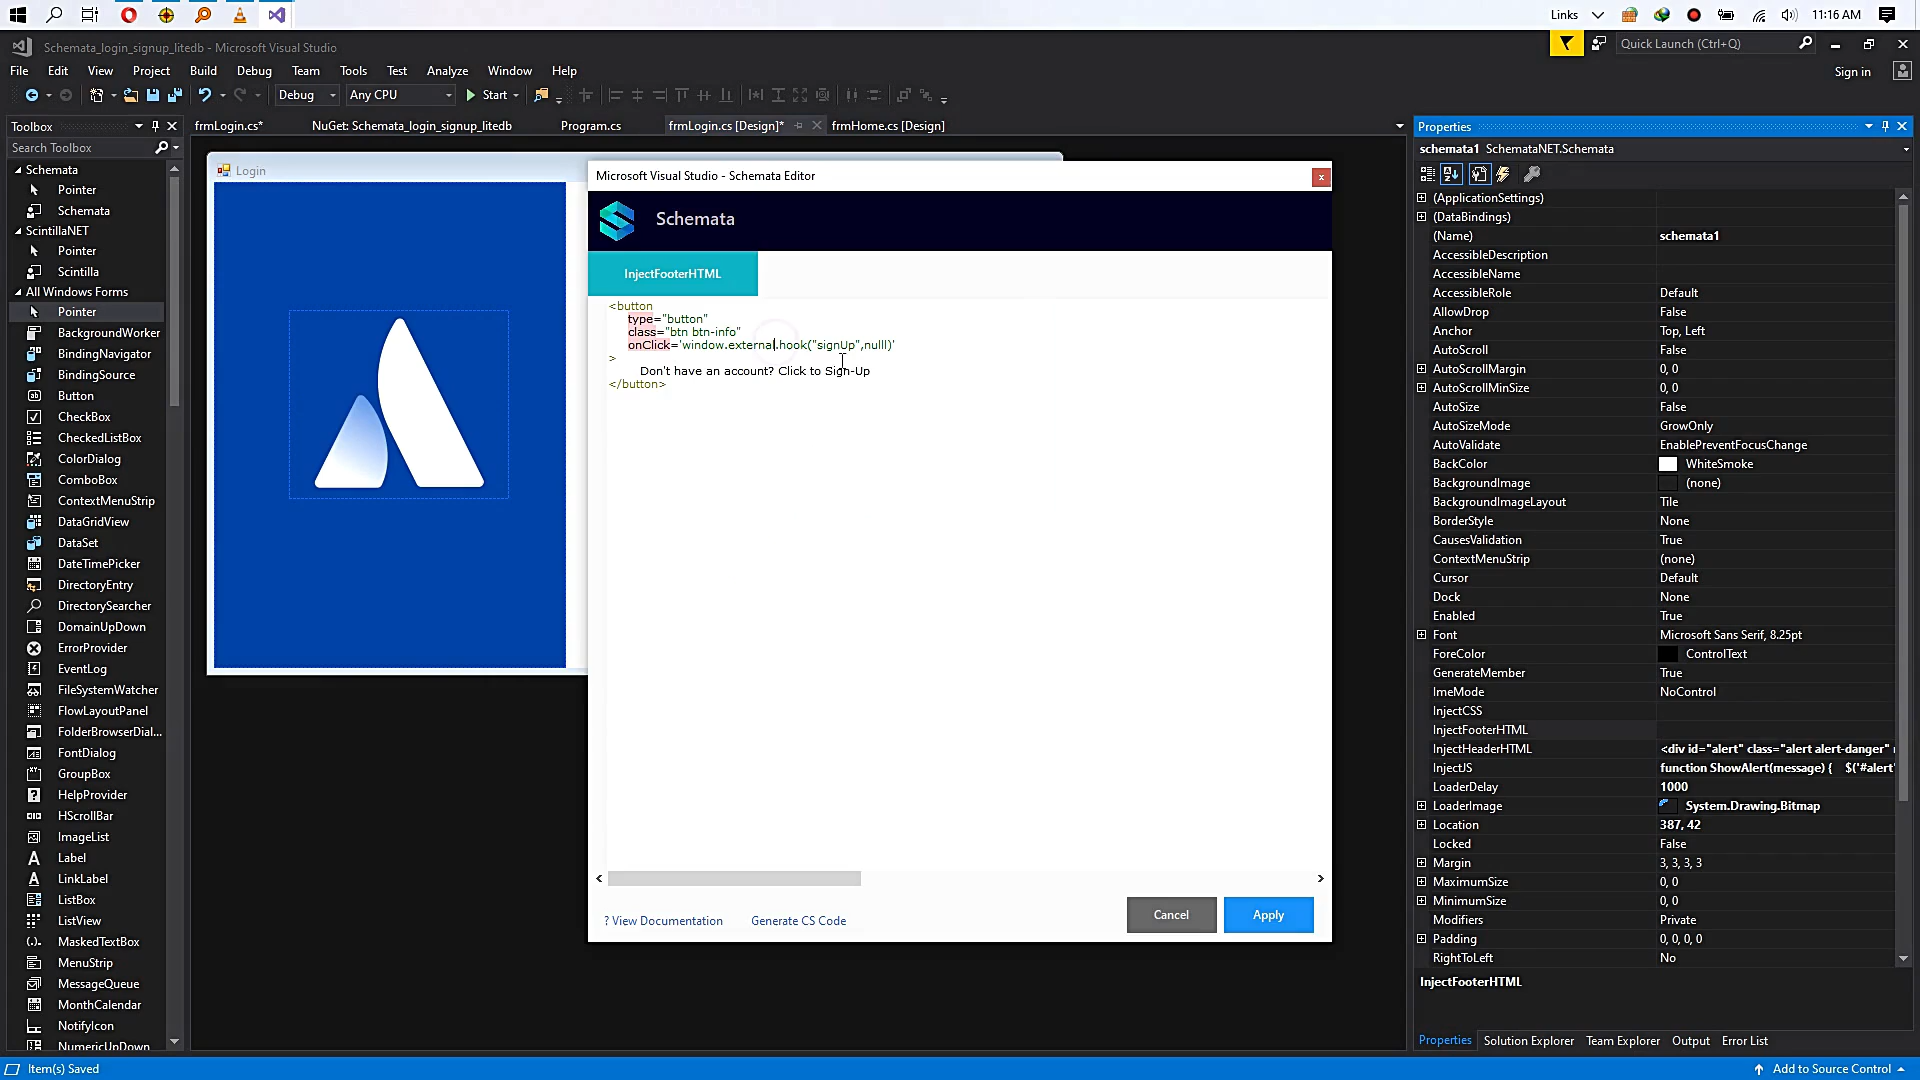 Links
11:16 AM
Schemata_login_signup_litedb - Microsoft Visual Studio
Quick Launch (Ctrl+Q)
File Edit View Project Build Debug Team Tools Test Analyze Window Help
Sign in
Debug Any CPU Start
Toolbox
frmLogin.cs* NuGet: Schemata_login_signup_litedb Program.cs frmLogin.cs [Design]* frmHome.cs [Design]
Search Toolbox
Schemata
Pointer
Schemata
ScintillaNET
Pointer
Scintilla
All Windows Forms
Pointer
BackgroundWorker
BindingNavigator
BindingSource
Button
CheckBox
CheckedListBox
ColorDialog
ComboBox
ContextMenuStrip
DataGridView
DataSet
DateTimePicker
DirectoryEntry
DirectorySearcher
DomainUpDown
ErrorProvider
EventLog
FileSystemWatcher
FlowLayoutPanel
FolderBrowserDial...
FontDialog
GroupBox
HelpProvider
HScrollBar
ImageList
Label
LinkLabel
ListBox
ListView
MaskedTextBox
MenuStrip
MessageQueue
MonthCalendar
NotifyIcon
NumericUpDown
Login
Microsoft Visual Studio - Schemata Editor
Schemata
InjectFooterHTML
<button
type="button"
class="btn btn-info"
onClick='window.external.hook("signUp",nulll)'
>
Don't have an account? Click to Sign-Up
</button>
? View Documentation
Generate CS Code
Cancel
Apply
Properties
schemata1 SchemataNET.Schemata
(ApplicationSettings)
(DataBindings)
(Name) schemata1
AccessibleDescription
AccessibleName
AccessibleRole Default
AllowDrop False
Anchor Top, Left
AutoScroll False
AutoScrollMargin 0, 0
AutoScrollMinSize 0, 0
AutoSize False
AutoSizeMode GrowOnly
AutoValidate EnablePreventFocusChange
BackColor WhiteSmoke
BackgroundImage (none)
BackgroundImageLayout Tile
BorderStyle None
CausesValidation True
ContextMenuStrip (none)
Cursor Default
Dock None
Enabled True
Font Microsoft Sans Serif, 8.25pt
ForeColor ControlText
GenerateMember True
ImeMode NoControl
InjectCSS
InjectFooterHTML
InjectHeaderHTML <div id="alert" class="alert alert-danger"
InjectJS function ShowAlert(message) { $('#alert'
LoaderDelay 1000
LoaderImage System.Drawing.Bitmap
Location 387, 42
Locked False
Margin 3, 3, 3, 3
MaximumSize 0, 0
MinimumSize 0, 0
Modifiers Private
Padding 0, 0, 0, 0
RightToLeft No
InjectFooterHTML
Properties Solution Explorer Team Explorer Output Error List
Item(s) Saved
Add to Source Control